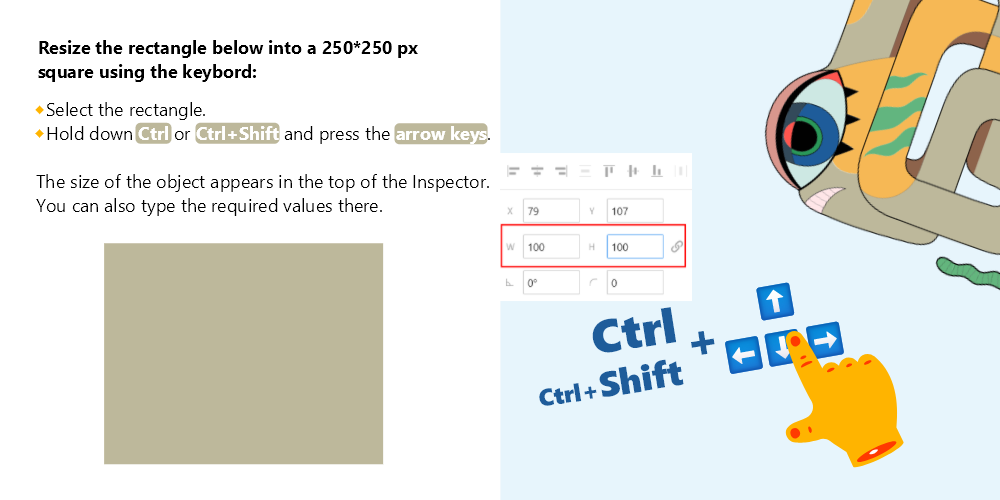 Resize the rectangle below into a 250*250 px
square using the keybord:
Select the rectangle.
Hold down Ctrl or Ctrl+Shift and press the arrow keys.
The size of the object appears in the top of the Inspector.
You can also type the required values there.
X 79 Y 107
W 100 H 100
0° 0
Ctrl +
Ctrl+Shift